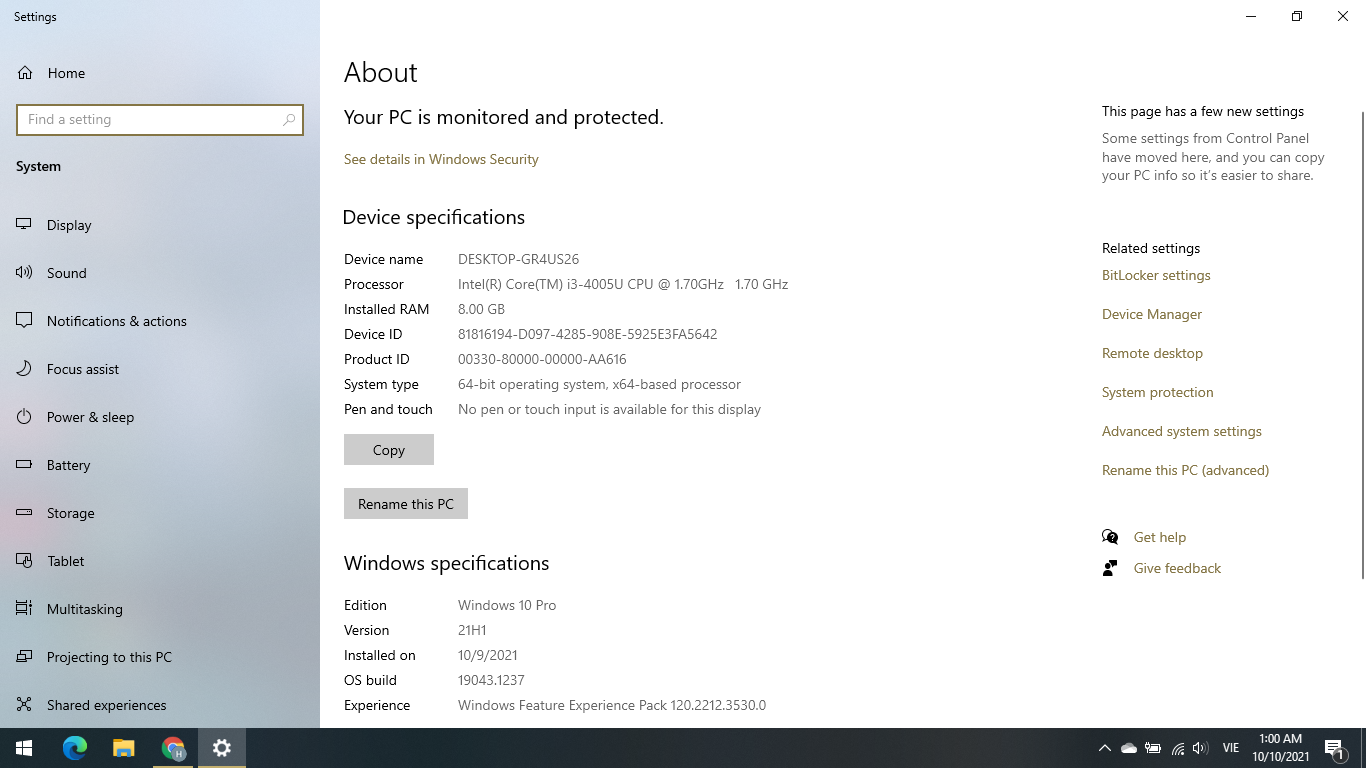 Settings
Home
Find a setting
System
Display
Sound
Notifications & actions
Focus assist
Power & sleep
Battery
Storage
Tablet
Multitasking
Projecting to this PC
Shared experiences
About
Your PC is monitored and protected.
See details in Windows Security
Device specifications
Device name DESKTOP-GR4US26
Processor Intel(R) Core(TM) i3-4005U CPU @ 1.70GHz 1.70 GHz
Installed RAM 8.00 GB
Device ID 81816194-D097-4285-908E-5925E3FA5642
Product ID 00330-80000-00000-AA616
System type 64-bit operating system, x64-based processor
Pen and touch No pen or touch input is available for this display
Copy
Rename this PC
Windows specifications
Edition Windows 10 Pro
Version 21H1
Installed on 10/9/2021
OS build 19043.1237
Experience Windows Feature Experience Pack 120.2212.3530.0
This page has a few new settings
Some settings from Control Panel
have moved here, and you can copy
your PC info so it’s easier to share.
Related settings
BitLocker settings
Device Manager
Remote desktop
System protection
Advanced system settings
Rename this PC (advanced)
Get help
Give feedback
H
VIE
1:00 AM
10/10/2021
1